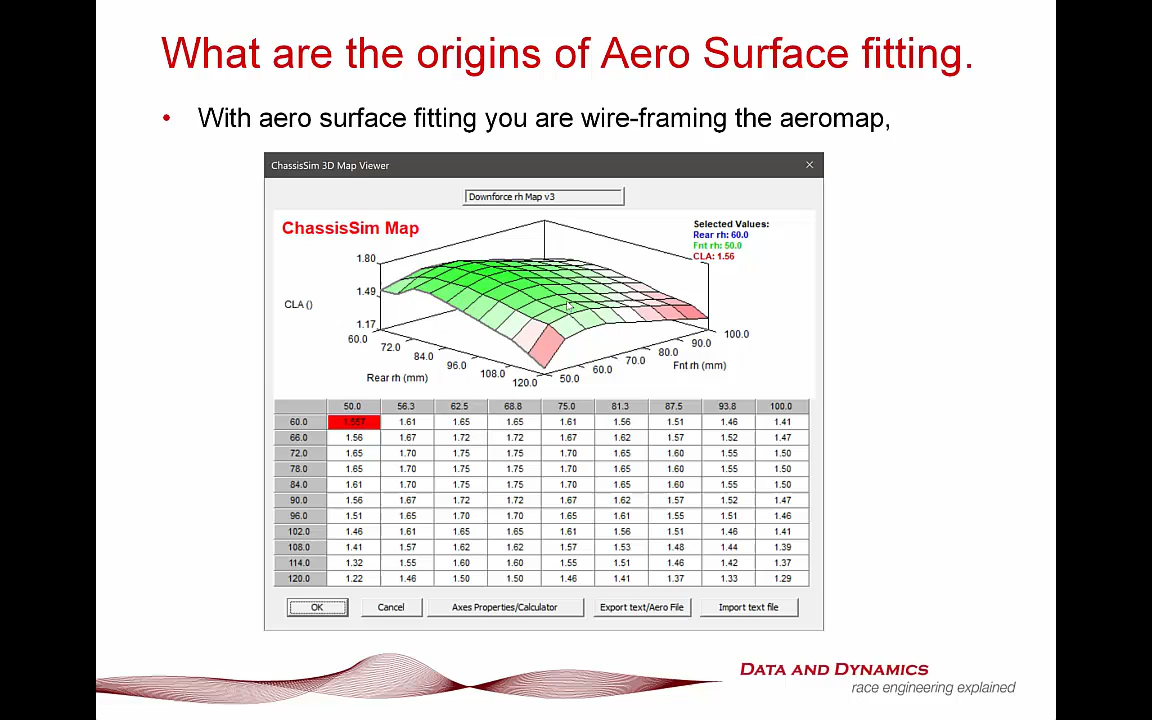 What are the origins of Aero Surface fitting.
• With aero surface fitting you are wire-framing the aeromap,
ChassisSim 3D Map Viewer
Downforce rh Map v3
ChassisSim Map
Selected Values:
Rear rh: 60.0
Fnt rh: 50.0
CLA: 1.56
1.80
1.49
CLA ()
1.17
60.0
72.0
84.0
96.0
108.0
120.0
Rear rh (mm)
50.0
60.0
70.0
80.0
90.0
100.0
Fnt rh (mm)
50.0 56.3 62.5 68.8 75.0 81.3 87.5 93.8 100.0
60.0 1.557 1.61 1.65 1.65 1.61 1.56 1.51 1.46 1.41
66.0 1.56 1.67 1.72 1.72 1.67 1.62 1.57 1.52 1.47
72.0 1.65 1.70 1.75 1.75 1.70 1.65 1.60 1.55 1.50
78.0 1.65 1.70 1.75 1.75 1.70 1.65 1.60 1.55 1.50
84.0 1.61 1.70 1.75 1.75 1.70 1.65 1.60 1.55 1.50
90.0 1.56 1.67 1.72 1.72 1.67 1.62 1.57 1.52 1.47
96.0 1.51 1.65 1.70 1.70 1.65 1.61 1.55 1.51 1.46
102.0 1.46 1.61 1.65 1.65 1.61 1.56 1.51 1.46 1.41
108.0 1.41 1.57 1.62 1.62 1.57 1.53 1.48 1.44 1.39
114.0 1.32 1.55 1.60 1.60 1.55 1.51 1.46 1.42 1.37
120.0 1.22 1.46 1.50 1.50 1.46 1.41 1.37 1.33 1.29
OK Cancel Axes Properties/Calculator Export text/Aero File Import text file
DATA AND DYNAMICS
race engineering explained